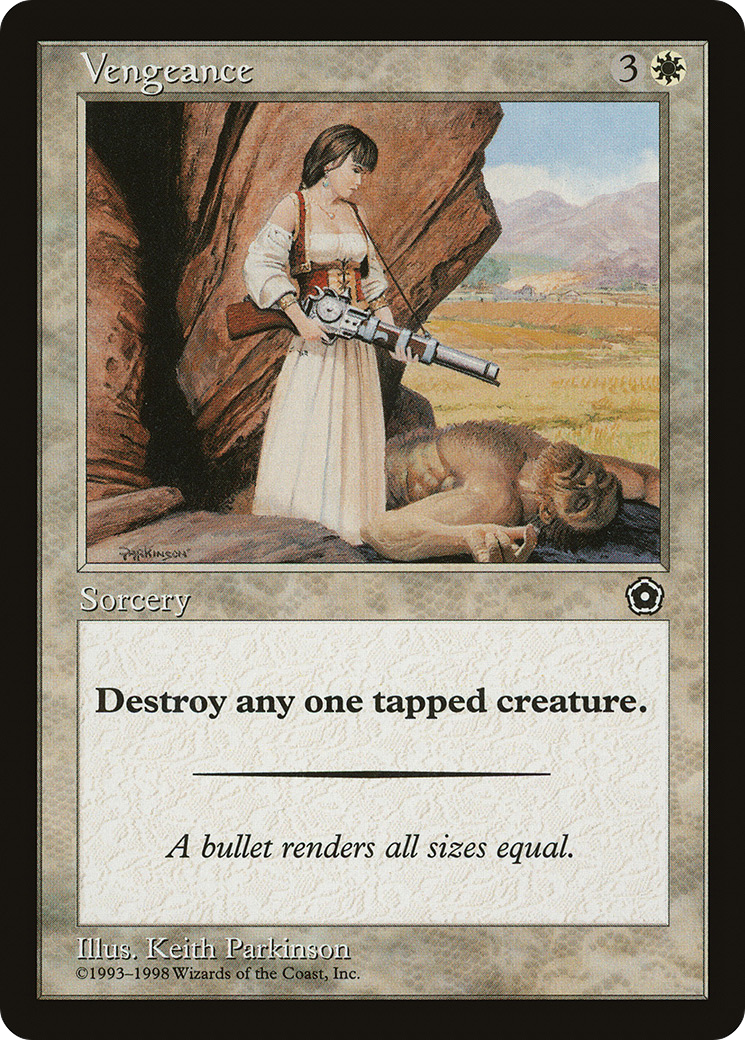 Vengeance 3
PARKINSON
Sorcery
Destroy any one tapped creature.
A bullet renders all sizes equal.
Illus. Keith Parkinson
©1993–1998 Wizards of the Coast, Inc.